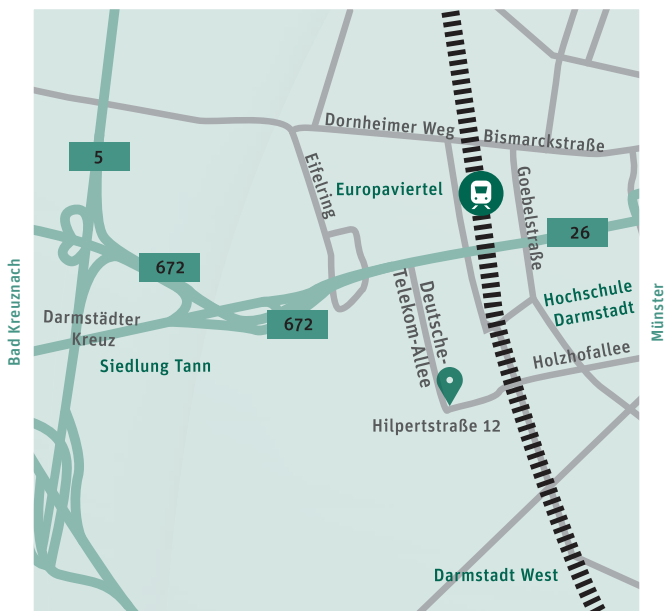 Dornheimer Weg
Bismarckstraße
5
Eifelring
Europaviertel
Goebelstraße
26
672
Deutsche-
Telekom-Allee
Hochschule
Darmstadt
Bad Kreuznach
Münster
Darmstädter
Kreuz
672
Siedlung Tann
Holzhofallee
Hilpertstraße 12
Darmstadt West